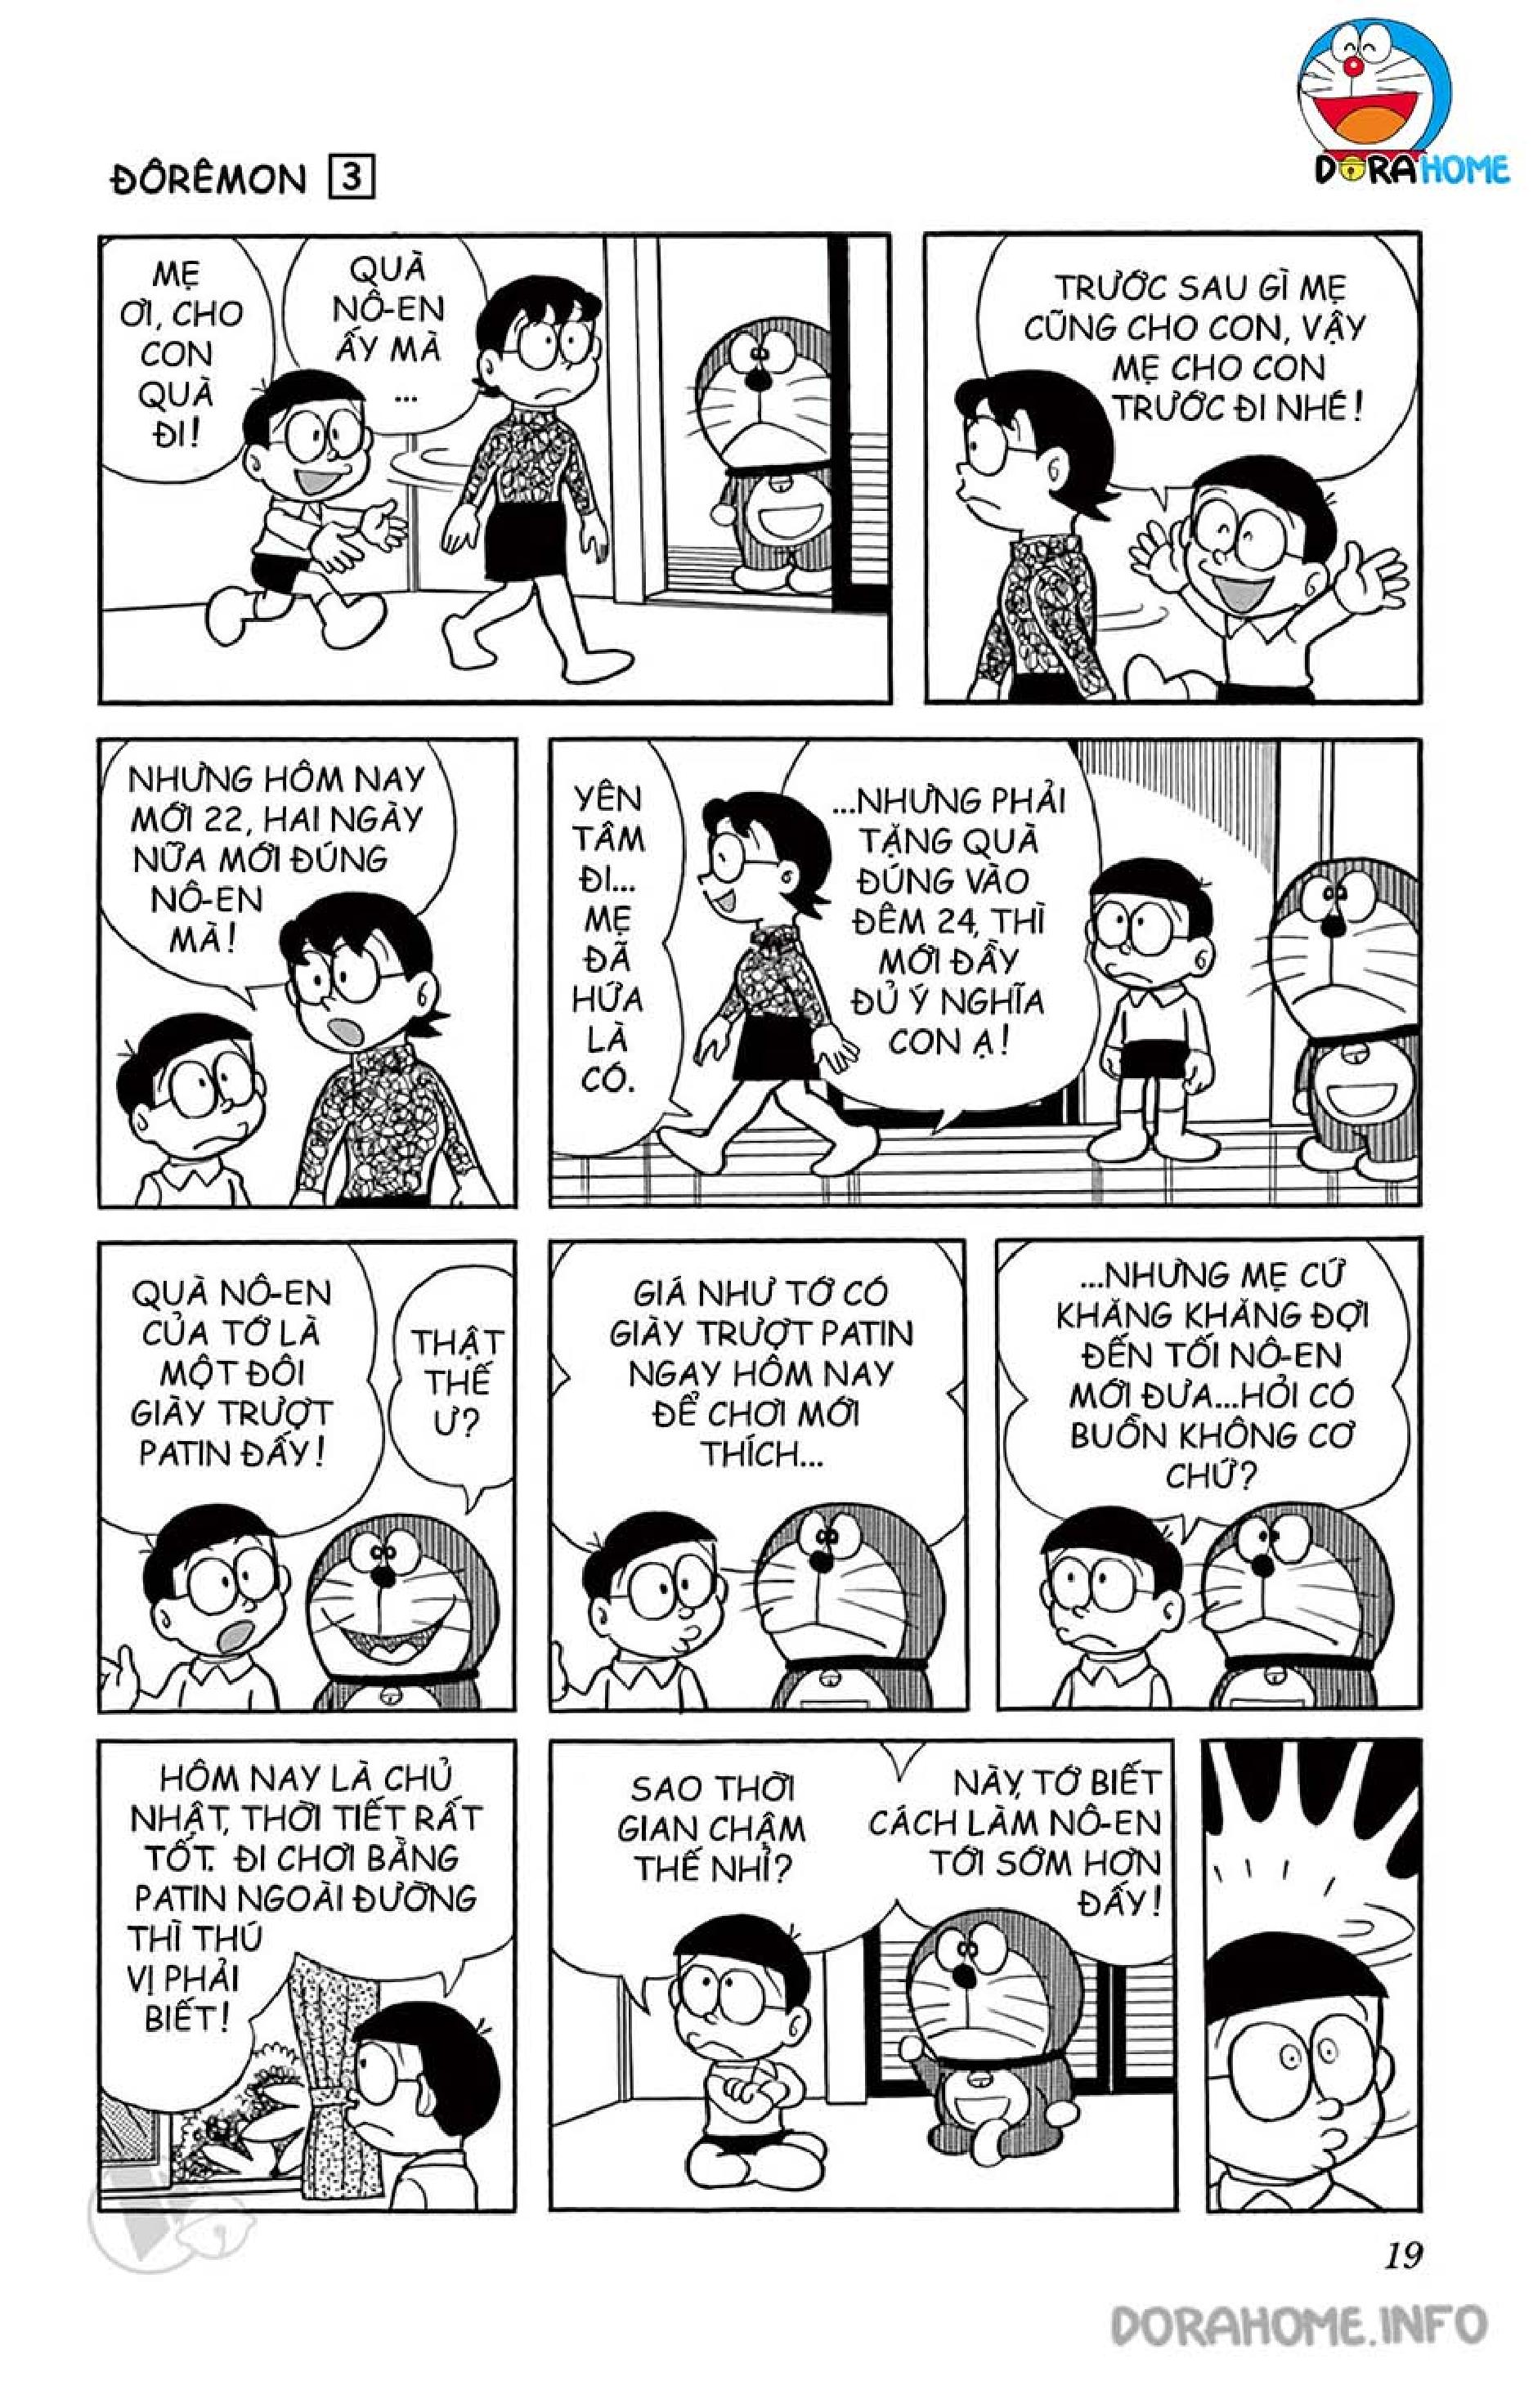 DORAHOME
ĐÔRÊMON 3
MẸ
ƠI, CHO
CON
QUÀ
ĐI!
QUÀ
NÔ-EN
ẤY MÀ
...
TRƯỚC SAU GÌ MẸ
CŨNG CHO CON, VẬY
MẸ CHO CON
TRƯỚC ĐI NHÉ!
NHƯNG HÔM NAY
MỚI 22, HAI NGÀY
NỮA MỚI ĐÚNG
NÔ-EN
MÀ!
YÊN
TÂM
ĐI...
MẸ
ĐÃ
HỨA
LÀ
CÓ.
...NHƯNG PHẢI
TẶNG QUÀ
ĐÚNG VÀO
ĐÊM 24, THÌ
MỚI ĐẦY
ĐỦ Ý NGHĨA
CON Ạ!
QUÀ NÔ-EN
CỦA TỚ LÀ
MỘT ĐÔI
GIÀY TRƯỢT
PATIN ĐẤY!
THẬT
THẾ
Ư?
GIÁ NHƯ TỚ CÓ
GIÀY TRƯỢT PATIN
NGAY HÔM NAY
ĐỂ CHƠI MỚI
THÍCH...
...NHƯNG MẸ CỨ
KHĂNG KHĂNG ĐỢI
ĐẾN TỐI NÔ-EN
MỚI ĐƯA...HỎI CÓ
BUỒN KHÔNG CƠ
CHỨ?
HÔM NAY LÀ CHỦ
NHẬT, THỜI TIẾT RẤT
TỐT. ĐI CHƠI BẰNG
PATIN NGOÀI ĐƯỜNG
THÌ THÚ
VỊ PHẢI
BIẾT!
SAO THỜI
GIAN CHẬM
THẾ NHỈ?
NÀY, TỚ BIẾT
CÁCH LÀM NÔ-EN
TỚI SỚM HƠN
ĐẤY!
19
DORAHOME.INFO